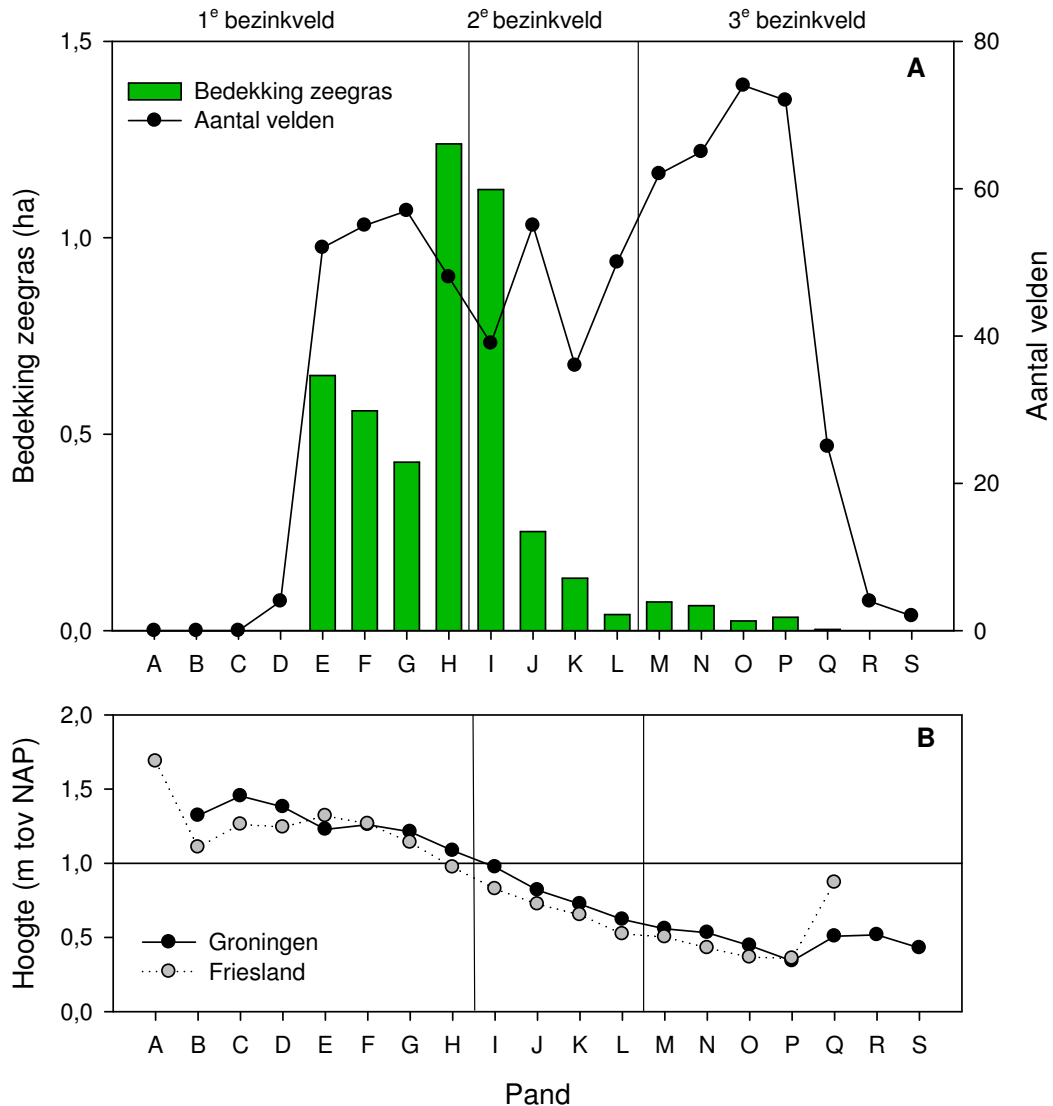 1e bezinkveld 2e bezinkveld 3e bezinkveld
A
Bedekking zeegras
Aantal velden
Bedekking zeegras (ha)
1,5
1,0
0,5
0,0
80
60
40
20
0
Aantal velden
A B C D E F G H I J K L M N O P Q R S
B
Hoogte (m tov NAP)
2,0
1,5
1,0
0,5
0,0
Groningen
Friesland
A B C D E F G H I J K L M N O P Q R S
Pand